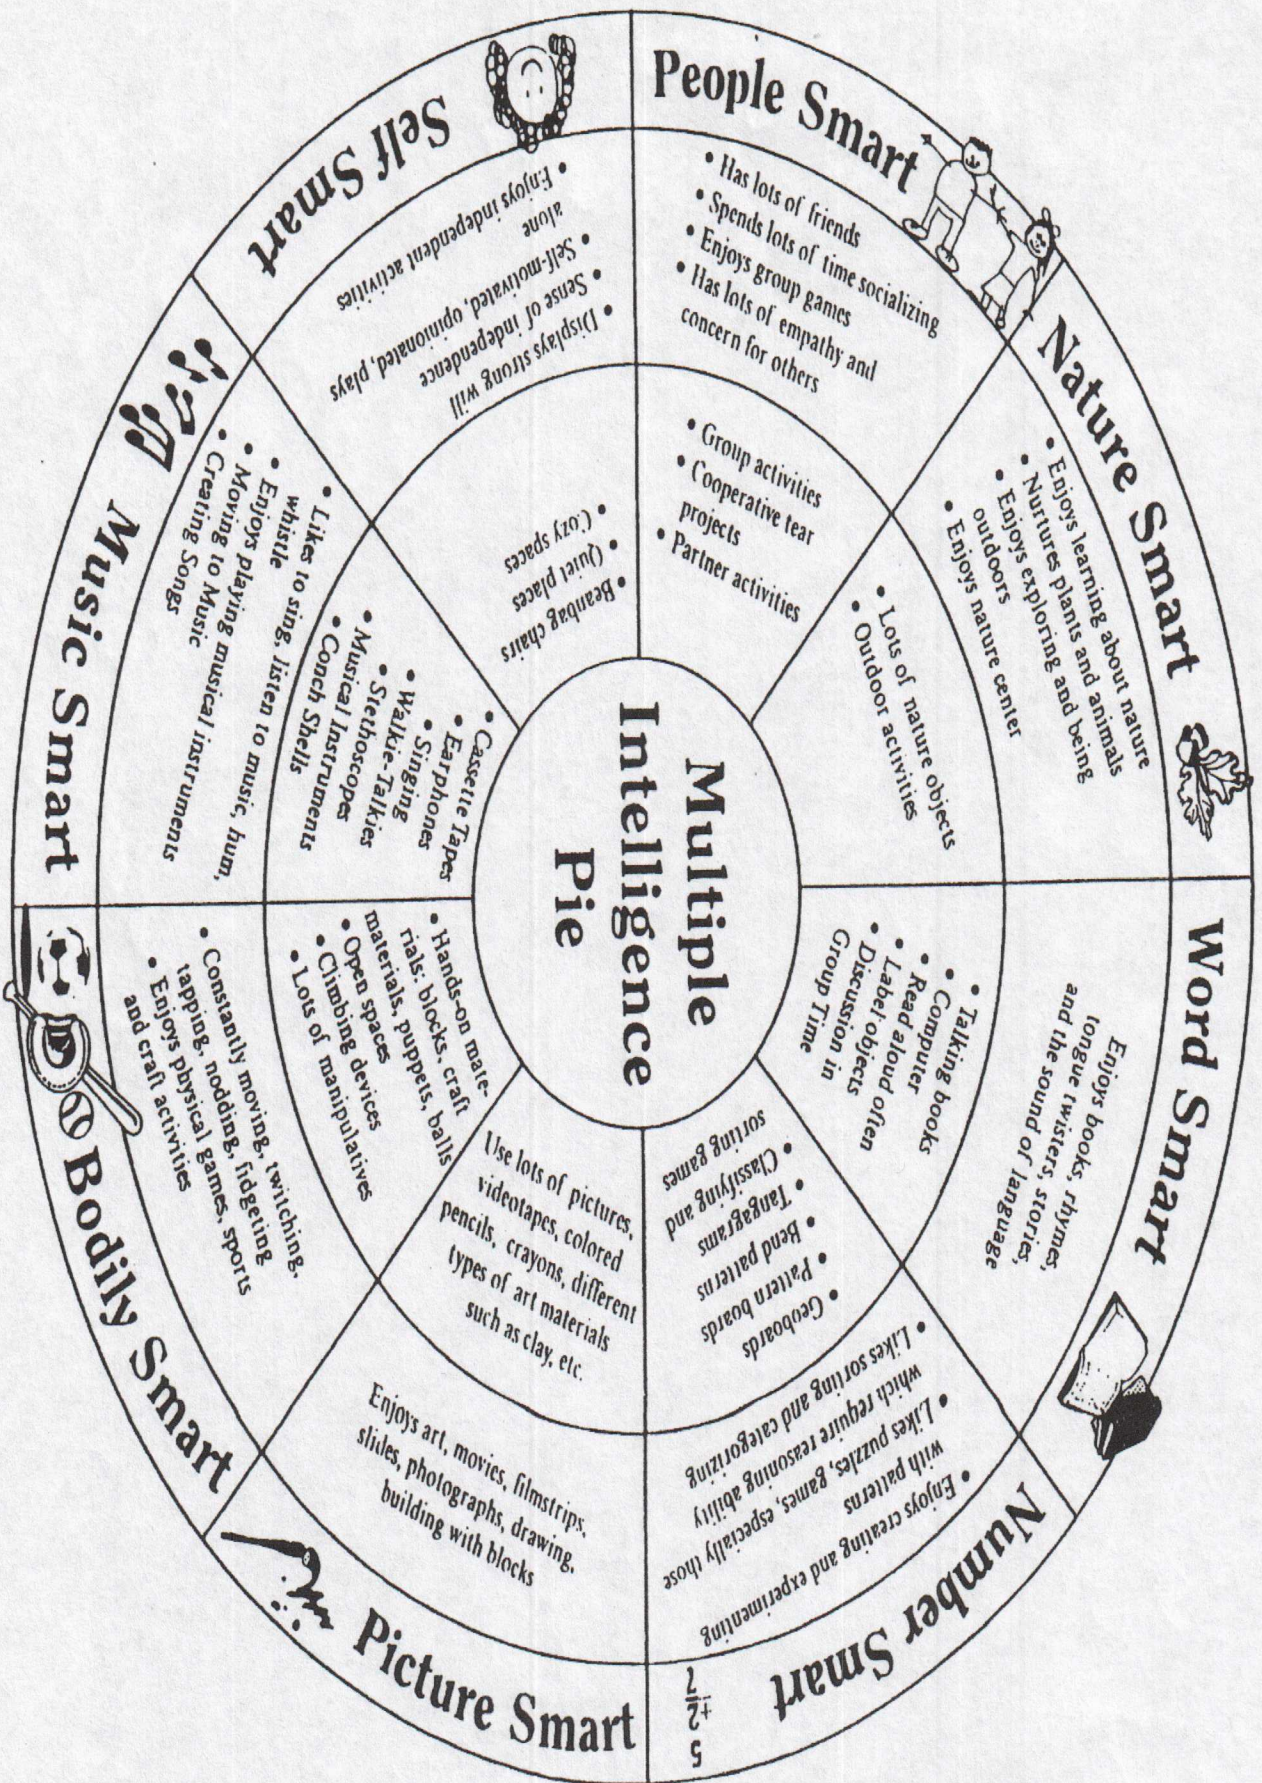 Multiple
Intelligence
Pie
People Smart
• Has lots of friends
• Spends lots of time socializing
• Enjoys group games
• Has lots of empathy and
concern for others
• Group activities
• Cooperative tear
projects
• Partner activities
Nature Smart
• Enjoys learning about nature
• Nurtures plants and animals
• Enjoys exploring and being
outdoors
• Enjoys nature center
• Lots of nature objects
• Outdoor activities
Word Smart
Enjoys books, rhymes,
tongue twisters, stories,
and the sound of language
• Talking books
• Computer
• Read aloud often
• Label objects
• Discussion in
Group Time
Number Smart
5
+2
7
• Enjoys creating and experimenting
with patterns
• Likes puzzles, games, especially those
which require reasoning ability
• Likes sorting and categorizing
• Geoboards
• Pattern boards
• Bend patterns
• Tangagrams
• Classifying and
sorting games
Picture Smart
Enjoys art, movies, filmstrips,
slides, photographs, drawing,
building with blocks
Use lots of pictures,
videotapes, colored
pencils, crayons, different
types of art materials
such as clay, etc.
Bodily Smart
• Constantly moving, twitching,
tapping, nodding, fidgeting
• Enjoys physical games, sports
and craft activities
• Hands-on mate-
rials: blocks, craft
materials, puppets, balls
• Open spaces
• Climbing devices
• Lots of manipulatives
Music Smart
• Likes to sing, listen to music, hum,
whistle
• Enjoys playing musical instruments
• Moving to Music
• Creating Songs
• Cassette Tapes
• Earphones
• Singing
• Walkie-Talkies
• Stethoscopes
• Musical Instruments
• Conch Shells
Self Smart
• Displays strong will
• Sense of independence
• Self-motivated, opinionated, plays
alone
• Enjoys independent activities
• Beanbag chairs
• Quiet places
• Cozy spaces